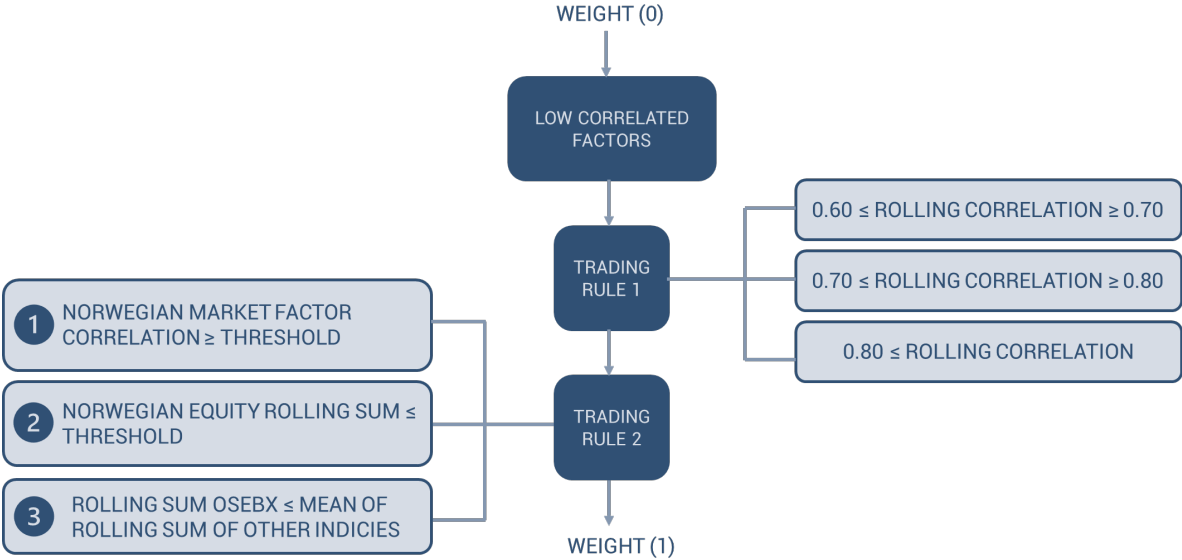 WEIGHT (0)
LOW CORRELATED
FACTORS
0.60 ≤ ROLLING CORRELATION ≥ 0.70
TRADING
RULE 1
0.70 ≤ ROLLING CORRELATION ≥ 0.80
0.80 ≤ ROLLING CORRELATION
1
NORWEGIAN MARKET FACTOR
CORRELATION ≥ THRESHOLD
2
NORWEGIAN EQUITY ROLLING SUM ≤
THRESHOLD
TRADING
RULE 2
3
ROLLING SUM OSEBX ≤ MEAN OF
ROLLING SUM OF OTHER INDICIES
WEIGHT (1)